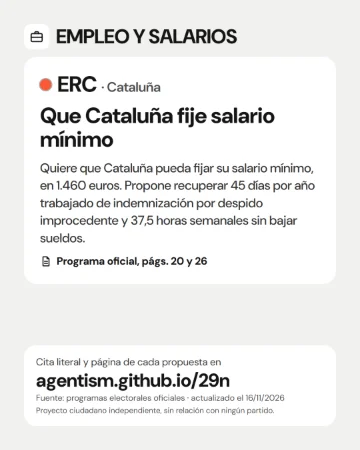 EMPLEO Y SALARIOS
ERC · Cataluña
Que Cataluña fije salario
mínimo
Quiere que Cataluña pueda fijar su salario mínimo,
en 1.460 euros. Propone recuperar 45 días por año
trabajado de indemnización por despido
improcedente y 37,5 horas semanales sin bajar
sueldos.
Programa oficial, págs. 20 y 26
Cita literal y página de cada propuesta en
agentism.github.io/29n
Fuente: programas electorales oficiales · actualizado el 16/11/2026
Proyecto ciudadano independiente, sin relación con ningún partido.